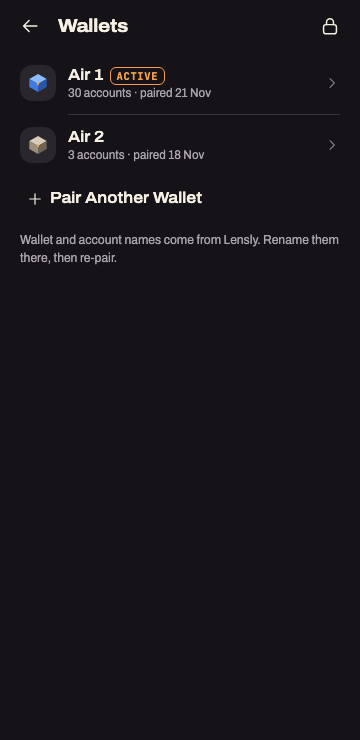 Wallets
Air 1 ACTIVE
30 accounts · paired 21 Nov
Air 2
3 accounts · paired 18 Nov
Pair Another Wallet
Wallet and account names come from Lensly. Rename them
there, then re-pair.